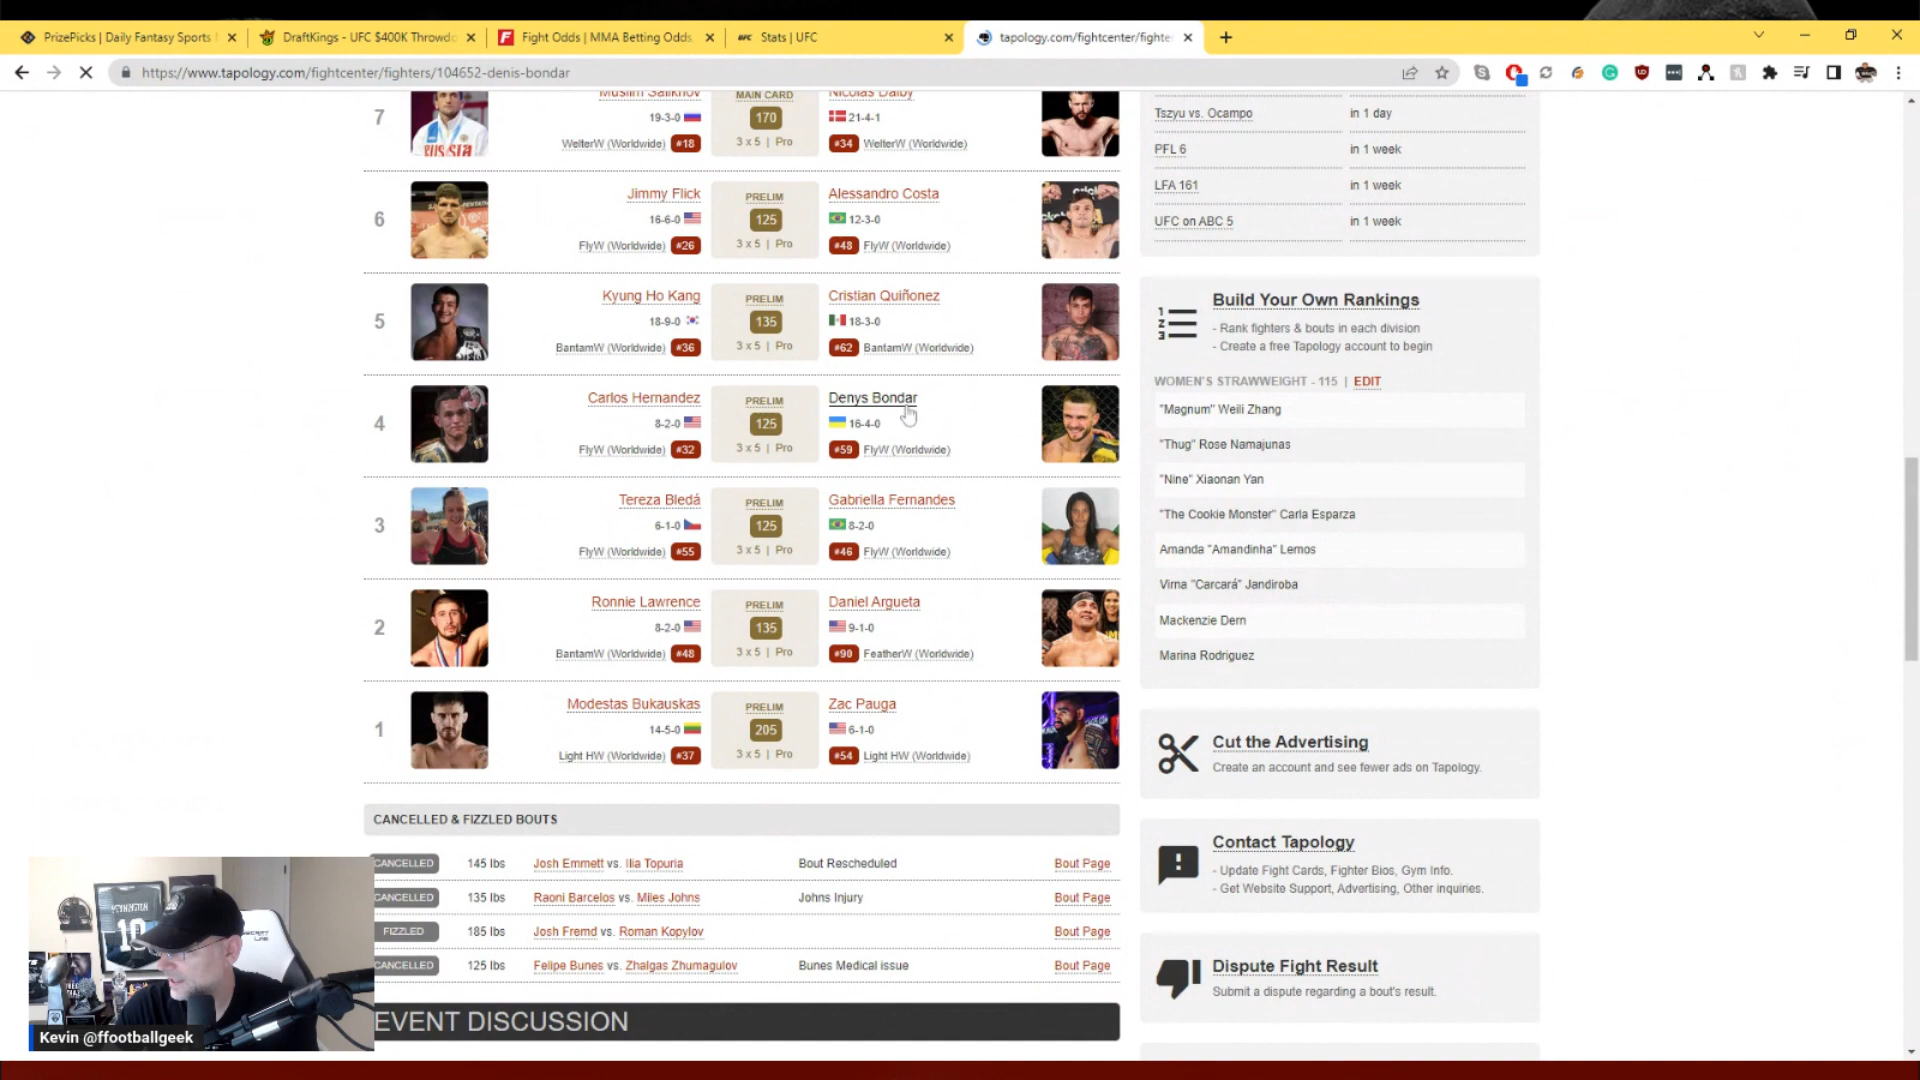 PrizePicks | Daily Fantasy Sports
DraftKings - UFC $400K Throwdo
Fight Odds | MMA Betting Odds
Stats | UFC
tapology.com/fightcenter/fighte
https://www.tapology.com/fightcenter/fighters/104652-denis-bondar
7
Muslim Salikhov
19-3-0
WelterW (Worldwide) #18
MAIN CARD
170
3 x 5 | Pro
Nicolas Dalby
21-4-1
#34 WelterW (Worldwide)
6
Jimmy Flick
16-6-0
FlyW (Worldwide) #26
PRELIM
125
3 x 5 | Pro
Alessandro Costa
12-3-0
#48 FlyW (Worldwide)
5
Kyung Ho Kang
18-9-0
BantamW (Worldwide) #36
PRELIM
135
3 x 5 | Pro
Cristian Quiñonez
18-3-0
#62 BantamW (Worldwide)
4
Carlos Hernandez
8-2-0
FlyW (Worldwide) #32
PRELIM
125
3 x 5 | Pro
Denys Bondar
16-4-0
#59 FlyW (Worldwide)
3
Tereza Bledá
6-1-0
FlyW (Worldwide) #55
PRELIM
125
3 x 5 | Pro
Gabriella Fernandes
8-2-0
#46 FlyW (Worldwide)
2
Ronnie Lawrence
8-2-0
BantamW (Worldwide) #48
PRELIM
135
3 x 5 | Pro
Daniel Argueta
9-1-0
#90 FeatherW (Worldwide)
1
Modestas Bukauskas
14-5-0
Light HW (Worldwide) #37
PRELIM
205
3 x 5 | Pro
Zac Pauga
6-1-0
#54 Light HW (Worldwide)
CANCELLED & FIZZLED BOUTS
CANCELLED 145 lbs Josh Emmett vs. Ilia Topuria Bout Rescheduled Bout Page
CANCELLED 135 lbs Raoni Barcelos vs. Miles Johns Johns Injury Bout Page
FIZZLED 185 lbs Josh Fremd vs. Roman Kopylov Bout Page
CANCELLED 125 lbs Felipe Bunes vs. Zhalgas Zhumagulov Bunes Medical issue Bout Page
EVENT DISCUSSION
Tszyu vs. Ocampo in 1 day
PFL 6 in 1 week
LFA 161 in 1 week
UFC on ABC 5 in 1 week
Build Your Own Rankings
- Rank fighters & bouts in each division
- Create a free Tapology account to begin
WOMEN'S STRAWWEIGHT - 115 | EDIT
"Magnum" Weili Zhang
"Thug" Rose Namajunas
"Nine" Xiaonan Yan
"The Cookie Monster" Carla Esparza
Amanda "Amandinha" Lemos
Virna "Carcará" Jandiroba
Mackenzie Dern
Marina Rodriguez
Cut the Advertising
Create an account and see fewer ads on Tapology.
Contact Tapology
- Update Fight Cards, Fighter Bios, Gym Info.
- Get Website Support, Advertising, Other inquiries.
Dispute Fight Result
Submit a dispute regarding a bout's result.
10
Kevin @ffootballgeek